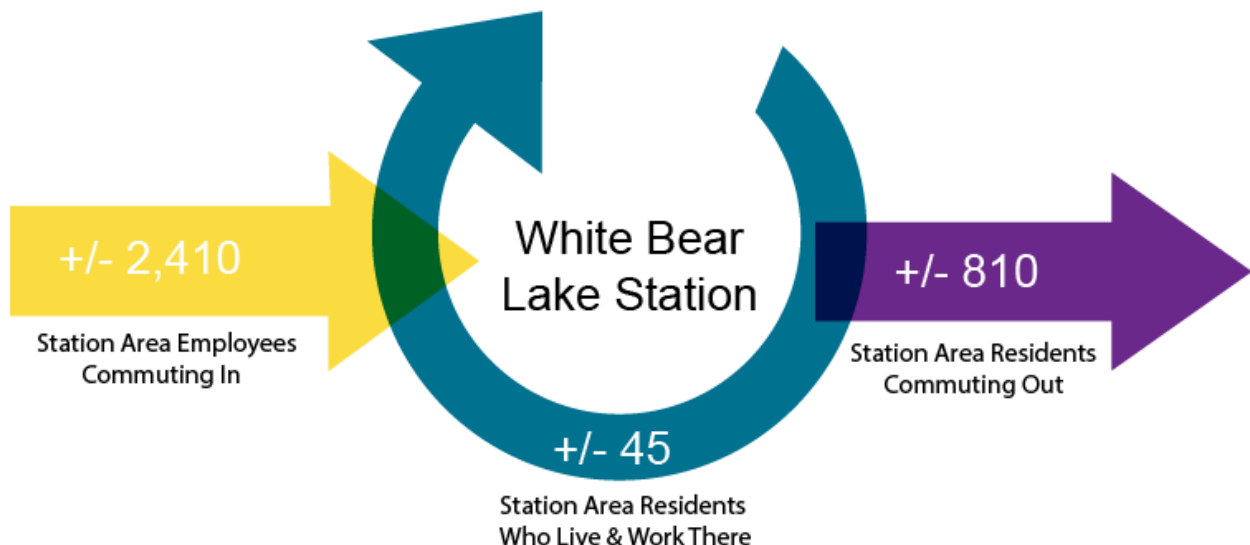 White Bear
Lake Station
+/- 2,410
Station Area Employees
Commuting In
+/- 810
Station Area Residents
Commuting Out
+/- 45
Station Area Residents
Who Live & Work There